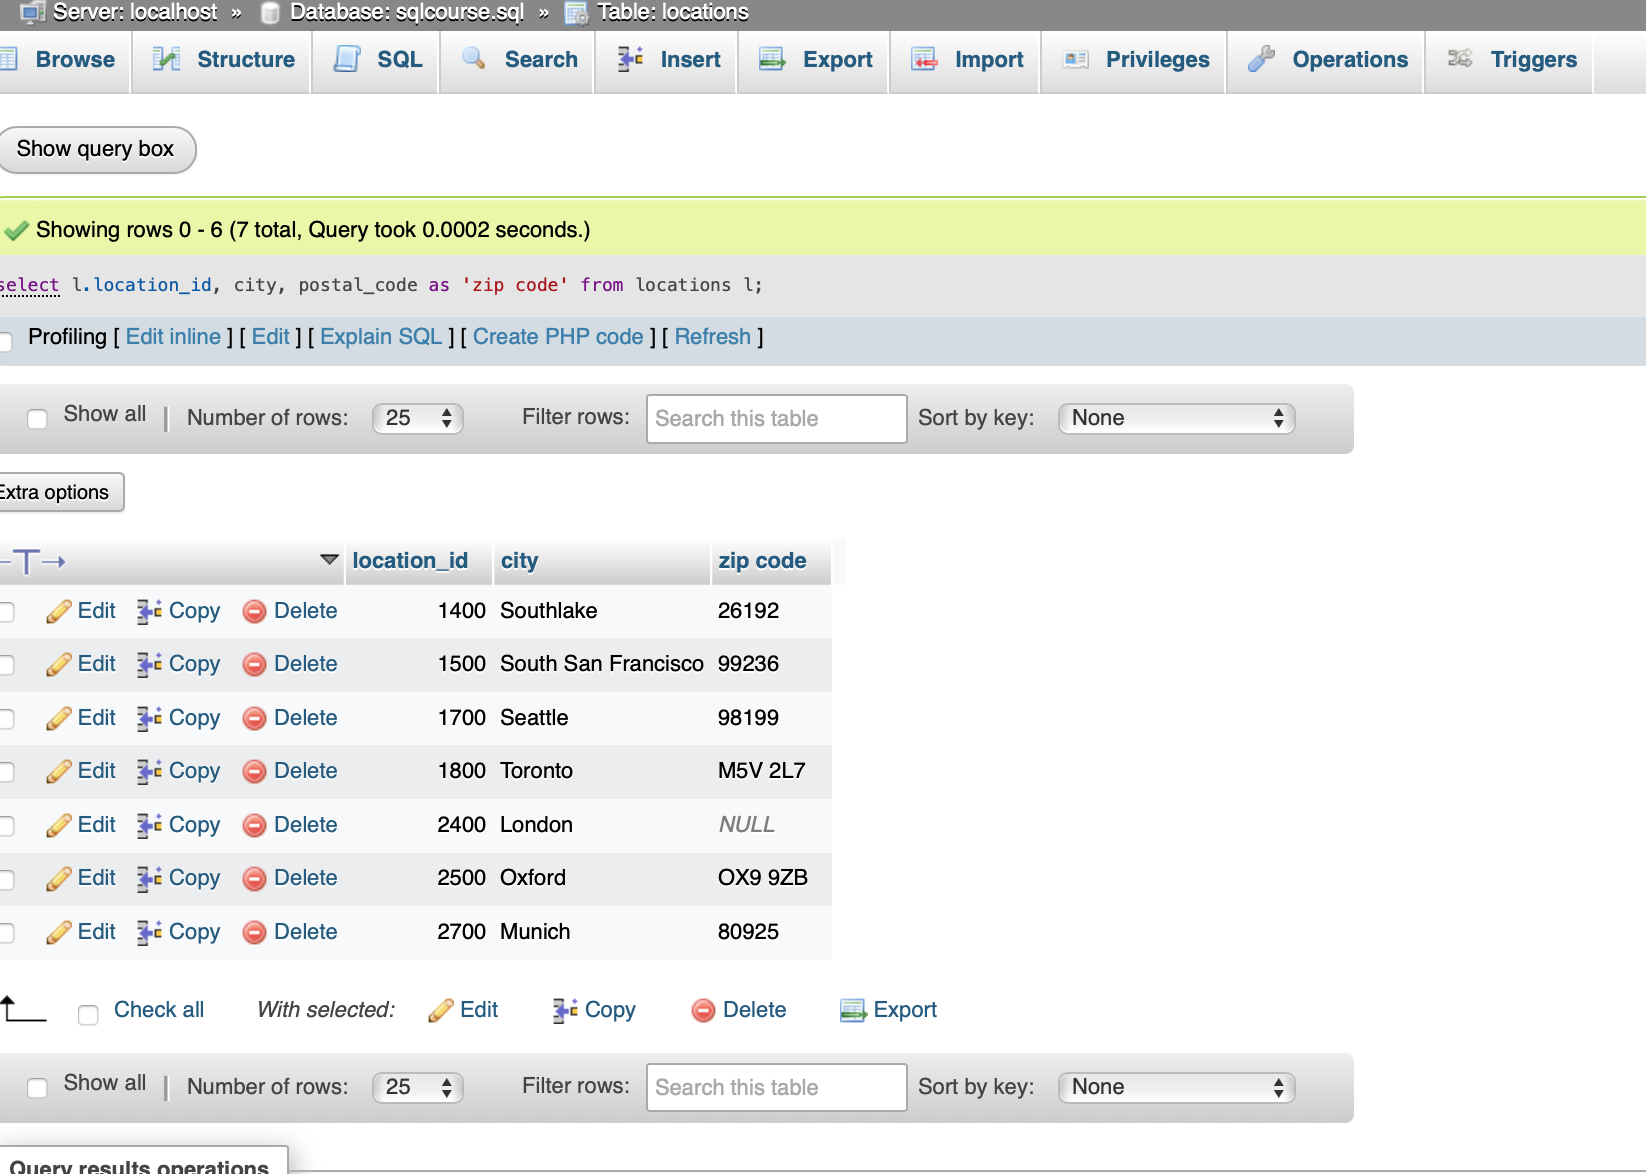 Server: localhost » Database: sqlcourse.sql » Table: locations
Browse Structure SQL Search Insert Export Import Privileges Operations Triggers
Show query box
Showing rows 0 - 6 (7 total, Query took 0.0002 seconds.)
select l.location_id, city, postal_code as 'zip code' from locations l;
Profiling [ Edit inline ] [ Edit ] [ Explain SQL ] [ Create PHP code ] [ Refresh ]
Show all | Number of rows: 25 Filter rows: Search this table Sort by key: None
Extra options
←T→ location_id city zip code
Edit Copy Delete 1400 Southlake 26192
Edit Copy Delete 1500 South San Francisco 99236
Edit Copy Delete 1700 Seattle 98199
Edit Copy Delete 1800 Toronto M5V 2L7
Edit Copy Delete 2400 London NULL
Edit Copy Delete 2500 Oxford OX9 9ZB
Edit Copy Delete 2700 Munich 80925
Check all With selected: Edit Copy Delete Export
Show all | Number of rows: 25 Filter rows: Search this table Sort by key: None
Query results operations